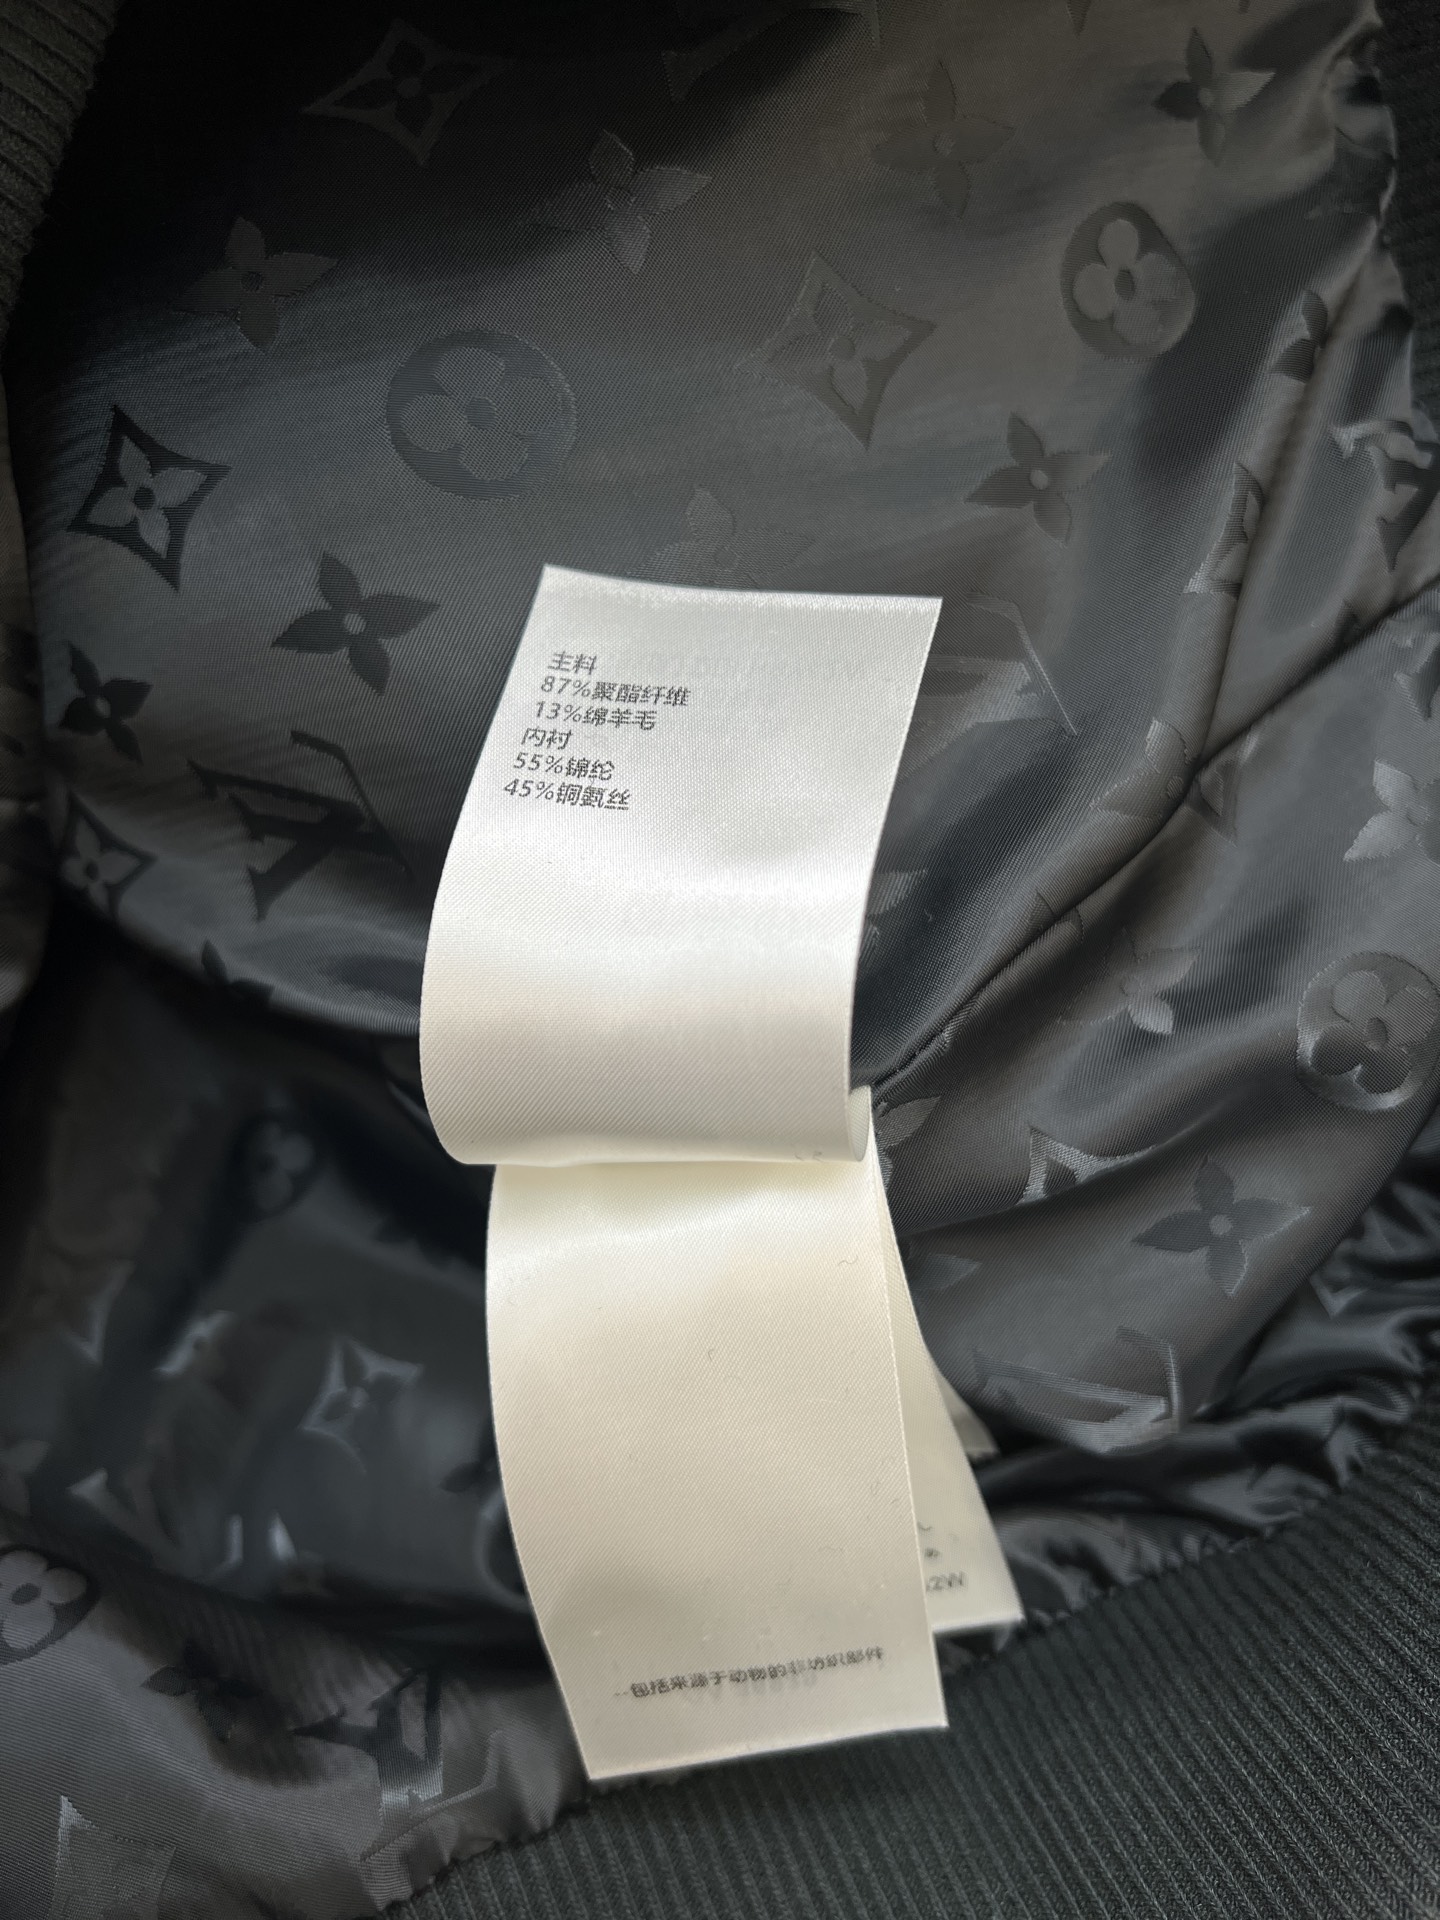 主料
87%聚酯纤维
13%绵羊毛
内衬
55%锦纶
45%铜氨丝
包括来源于动物的非纺织部件